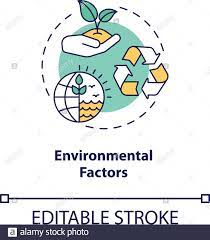 Environmental
Factors
EDITABLE STROKE